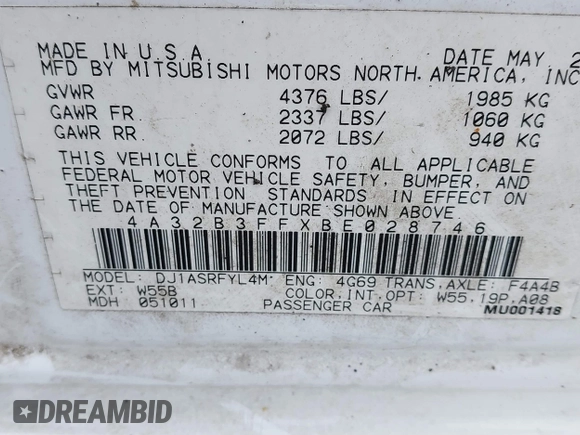 MADE IN U.S.A. DATE MAY 2
MFD BY MITSUBISHI MOTORS NORTH AMERICA, INC
GVWR 4376 LBS/ 1985 KG
GAWR FR 2337 LBS/ 1060 KG
GAWR RR 2072 LBS/ 940 KG
THIS VEHICLE CONFORMS TO ALL APPLICABLE
FEDERAL MOTOR VEHICLE SAFETY, BUMPER, AND
THEFT PREVENTION STANDARDS IN EFFECT ON
THE DATE OF MANUFACTURE SHOWN ABOVE.
4A32B3FFXBE028746
MODEL: DJ1ASRFYL4M ENG: 4G69 TRANS,AXLE: F4A4B
EXT: W55B COLOR,INT,OPT: W55,19P,A08
MDH 051011 PASSENGER CAR MU001418
DREAMBID